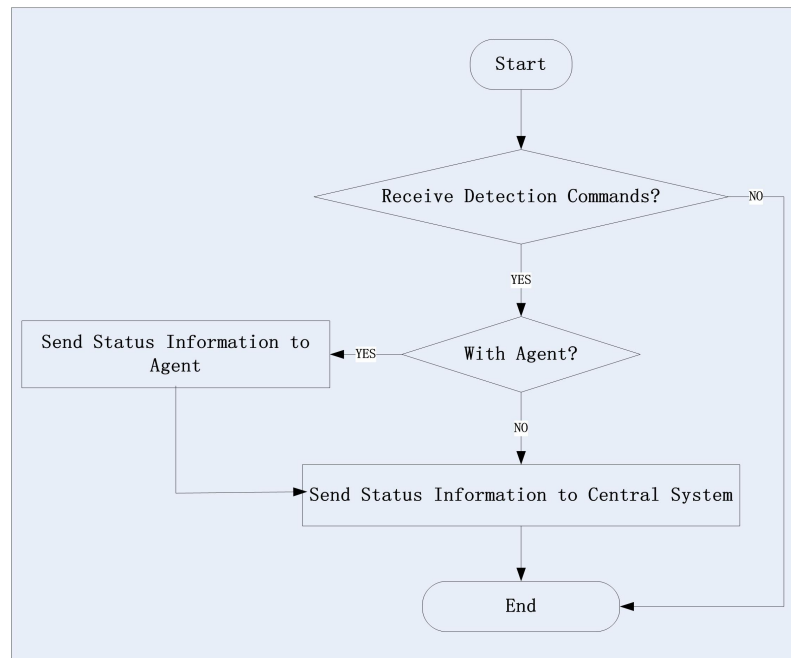 Start
Receive Detection Commands?
NO
YES
With Agent?
YES
Send Status Information to
Agent
NO
Send Status Information to Central System
End